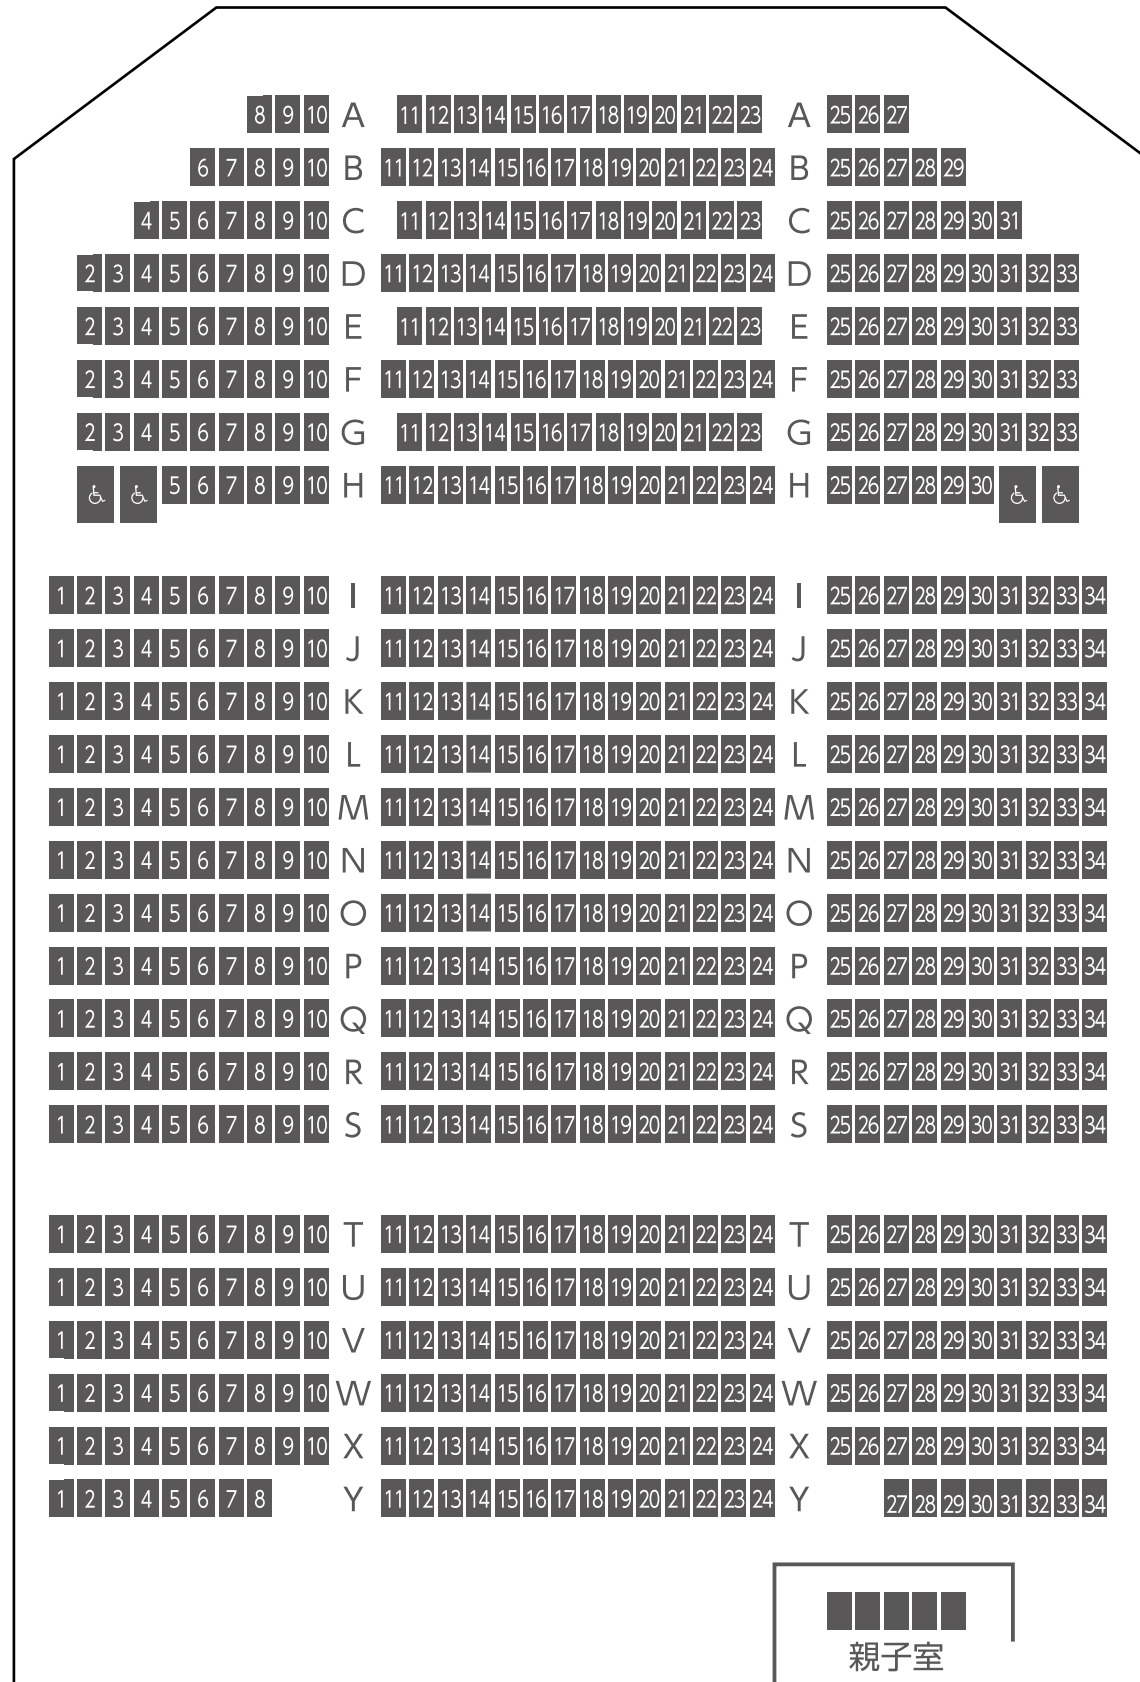 8 9 10 A 11 12 13 14 15 16 17 18 19 20 21 22 23 A 25 26 27
6 7 8 9 10 B 11 12 13 14 15 16 17 18 19 20 21 22 23 24 B 25 26 27 28 29
4 5 6 7 8 9 10 C 11 12 13 14 15 16 17 18 19 20 21 22 23 C 25 26 27 28 29 30 31
2 3 4 5 6 7 8 9 10 D 11 12 13 14 15 16 17 18 19 20 21 22 23 24 D 25 26 27 28 29 30 31 32 33
2 3 4 5 6 7 8 9 10 E 11 12 13 14 15 16 17 18 19 20 21 22 23 E 25 26 27 28 29 30 31 32 33
2 3 4 5 6 7 8 9 10 F 11 12 13 14 15 16 17 18 19 20 21 22 23 24 F 25 26 27 28 29 30 31 32 33
2 3 4 5 6 7 8 9 10 G 11 12 13 14 15 16 17 18 19 20 21 22 23 G 25 26 27 28 29 30 31 32 33
5 6 7 8 9 10 H 11 12 13 14 15 16 17 18 19 20 21 22 23 24 H 25 26 27 28 29 30
1 2 3 4 5 6 7 8 9 10 I 11 12 13 14 15 16 17 18 19 20 21 22 23 24 I 25 26 27 28 29 30 31 32 33 34
1 2 3 4 5 6 7 8 9 10 J 11 12 13 14 15 16 17 18 19 20 21 22 23 24 J 25 26 27 28 29 30 31 32 33 34
1 2 3 4 5 6 7 8 9 10 K 11 12 13 14 15 16 17 18 19 20 21 22 23 24 K 25 26 27 28 29 30 31 32 33 34
1 2 3 4 5 6 7 8 9 10 L 11 12 13 14 15 16 17 18 19 20 21 22 23 24 L 25 26 27 28 29 30 31 32 33 34
1 2 3 4 5 6 7 8 9 10 M 11 12 13 14 15 16 17 18 19 20 21 22 23 24 M 25 26 27 28 29 30 31 32 33 34
1 2 3 4 5 6 7 8 9 10 N 11 12 13 14 15 16 17 18 19 20 21 22 23 24 N 25 26 27 28 29 30 31 32 33 34
1 2 3 4 5 6 7 8 9 10 O 11 12 13 14 15 16 17 18 19 20 21 22 23 24 O 25 26 27 28 29 30 31 32 33 34
1 2 3 4 5 6 7 8 9 10 P 11 12 13 14 15 16 17 18 19 20 21 22 23 24 P 25 26 27 28 29 30 31 32 33 34
1 2 3 4 5 6 7 8 9 10 Q 11 12 13 14 15 16 17 18 19 20 21 22 23 24 Q 25 26 27 28 29 30 31 32 33 34
1 2 3 4 5 6 7 8 9 10 R 11 12 13 14 15 16 17 18 19 20 21 22 23 24 R 25 26 27 28 29 30 31 32 33 34
1 2 3 4 5 6 7 8 9 10 S 11 12 13 14 15 16 17 18 19 20 21 22 23 24 S 25 26 27 28 29 30 31 32 33 34
1 2 3 4 5 6 7 8 9 10 T 11 12 13 14 15 16 17 18 19 20 21 22 23 24 T 25 26 27 28 29 30 31 32 33 34
1 2 3 4 5 6 7 8 9 10 U 11 12 13 14 15 16 17 18 19 20 21 22 23 24 U 25 26 27 28 29 30 31 32 33 34
1 2 3 4 5 6 7 8 9 10 V 11 12 13 14 15 16 17 18 19 20 21 22 23 24 V 25 26 27 28 29 30 31 32 33 34
1 2 3 4 5 6 7 8 9 10 W 11 12 13 14 15 16 17 18 19 20 21 22 23 24 W 25 26 27 28 29 30 31 32 33 34
1 2 3 4 5 6 7 8 9 10 X 11 12 13 14 15 16 17 18 19 20 21 22 23 24 X 25 26 27 28 29 30 31 32 33 34
1 2 3 4 5 6 7 8 Y 11 12 13 14 15 16 17 18 19 20 21 22 23 24 Y 27 28 29 30 31 32 33 34
親子室